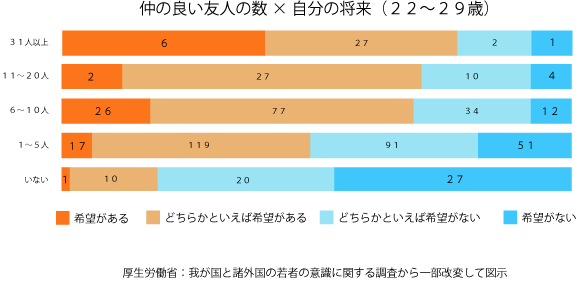 仲の良い友人の数 × 自分の将来（２２～２９歳）
３１人以上 6 27 2 1
１１～２０人 2 27 10 4
６～１０人 26 77 34 12
１～５人 17 119 91 51
いない 1 10 20 27
希望がある どちらかといえば希望がある どちらかといえば希望がない 希望がない
厚生労働省：我が国と諸外国の若者の意識に関する調査から一部改変して図示